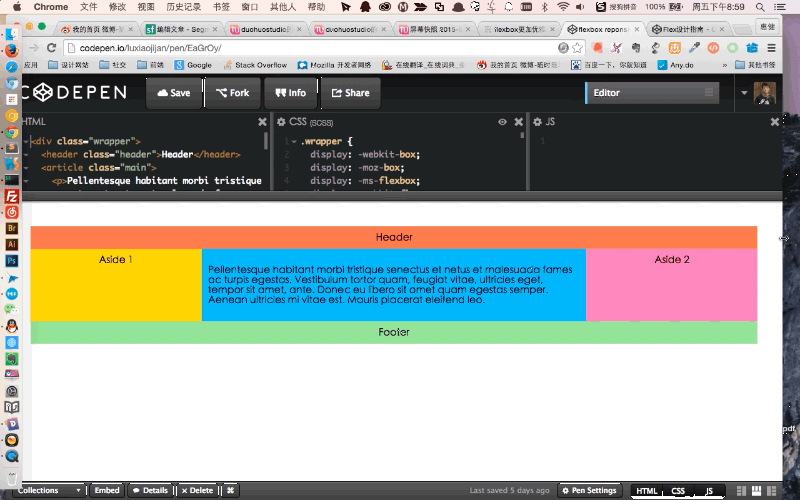 Chrome 文件 修改 视图 历史记录 书签 窗口 其他人 帮助 搜狗拼音 100% 周五下午8:59
我的首页 微博- 编辑文章 - Segm duohuostudio duohuostudio 屏幕快照 2015- flexbox更加优 flexbox repons Flex设计指南 -
codepen.io/luxiaojijan/pen/EaGrOy/
应用 设计网站 社交 前端 Google Stack Overflow Mozilla 开发者网络 在线翻译_在线词典 我的首页 微博-随时 百度一下，你就知道 Any.do » 其他书签
CODEPEN Save Fork Info Share Editor
HTML CSS (SCSS) JS
<div class="wrapper">
<header class="header">Header</header>
<article class="main">
<p>Pellentesque habitant morbi tristique
1 .wrapper {
2 display: -webkit-box;
3 display: -moz-box;
4 display: -ms-flexbox;
1
Header
Aside 1
Pellentesque habitant morbi tristique senectus et netus et malesuada fames
ac turpis egestas. Vestibulum tortor quam, feugiat vitae, ultricies eget,
tempor sit amet, ante. Donec eu libero sit amet quam egestas semper.
Aenean ultricies mi vitae est. Mauris placerat eleifend leo.
Aside 2
Footer
pdf
Collections Embed Details Delete Last saved 5 days ago Pen Settings HTML CSS JS